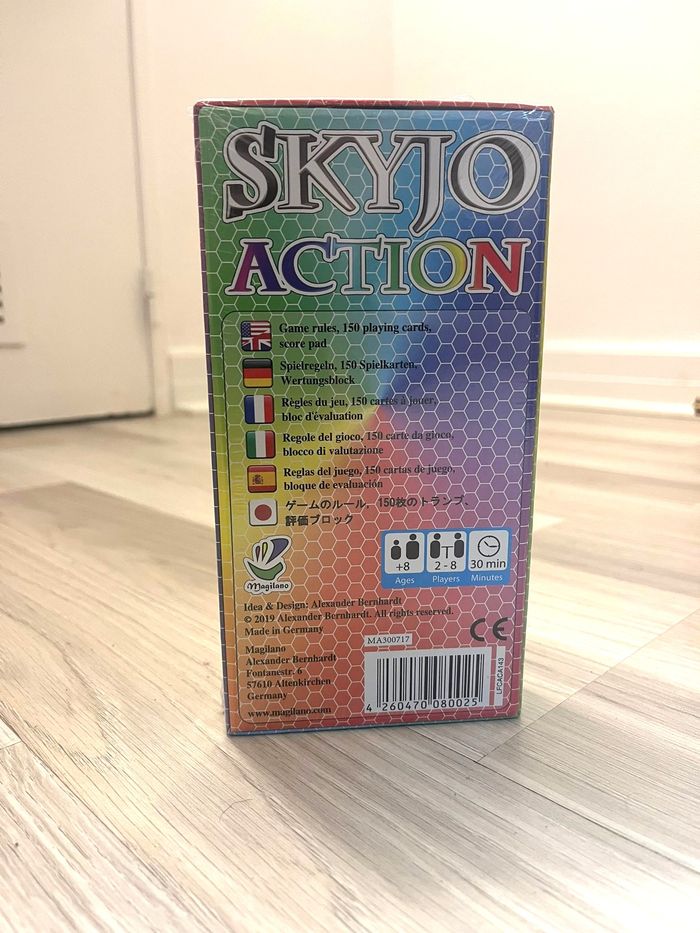 SKYJO
ACTION
Game rules, 150 playing cards,
score pad
Spielregeln, 150 Spielkarten,
Wertungsblock
Règles du jeu, 150 cartes à jouer,
bloc d'évaluation
Regole del gioco, 150 carte da gioco,
blocco di valutazione
Reglas del juego, 150 cartas de juego,
bloque de evaluación
ゲームのルール, 150枚のトランプ、
評価ブロック
+8
2 - 8
30 min
Ages
Players
Minutes
Magilano
Idea & Design: Alexander Bernhardt
© 2019 Alexander Bernhardt. All rights reserved.
Made in Germany
CE
MA300717
Magilano
Alexander Bernhardt
Fontanestr. 6
57610 Altenkirchen
Germany
www.magilano.com
4 260470 080025
LFCACA143